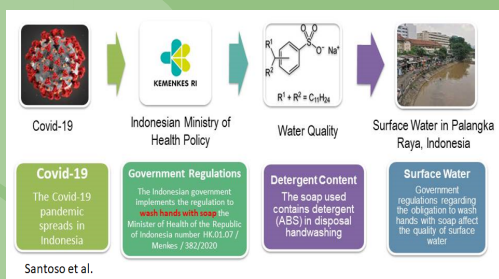 KEMENKES RI
R¹
R²
O
S
O
O⁻ Na⁺
R¹ + R² = C₁₁H₂₄
Covid-19
Indonesian Ministry of
Health Policy
Water Quality
Surface Water in Palangka
Raya, Indonesia
Covid-19
The Covid-19
pandemic
spreads in
Indonesia
Government Regulations
The Indonesian government
implements the regulation to
wash hands with soap the
Minister of Health of the Republic
of Indonesia number HK.01.07 /
Menkes / 382/2020
Detergent Content
The soap used
contains detergent
(ABS) in disposal
handwashing
Surface Water
Government
regulations regarding
the obligation to wash
hands with soap affect
the quality of surface
water
Santoso et al.